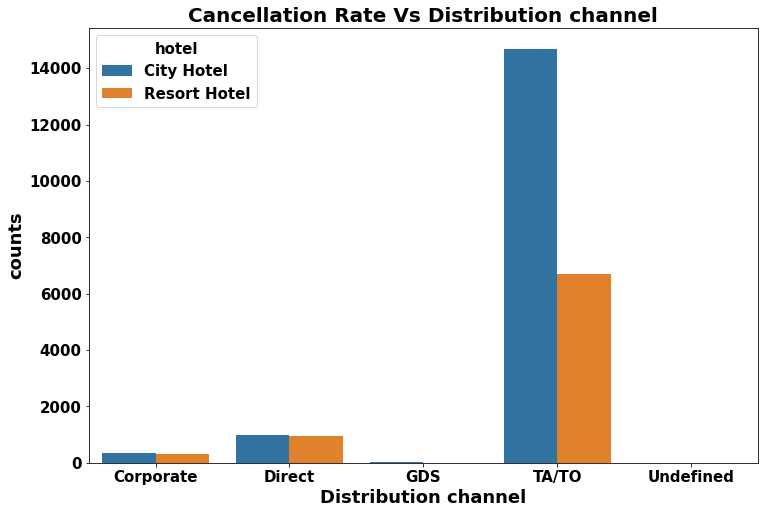 Cancellation Rate Vs Distribution channel
hotel
City Hotel
Resort Hotel
counts
14000
12000
10000
8000
6000
4000
2000
0
Corporate Direct GDS TA/TO Undefined
Distribution channel